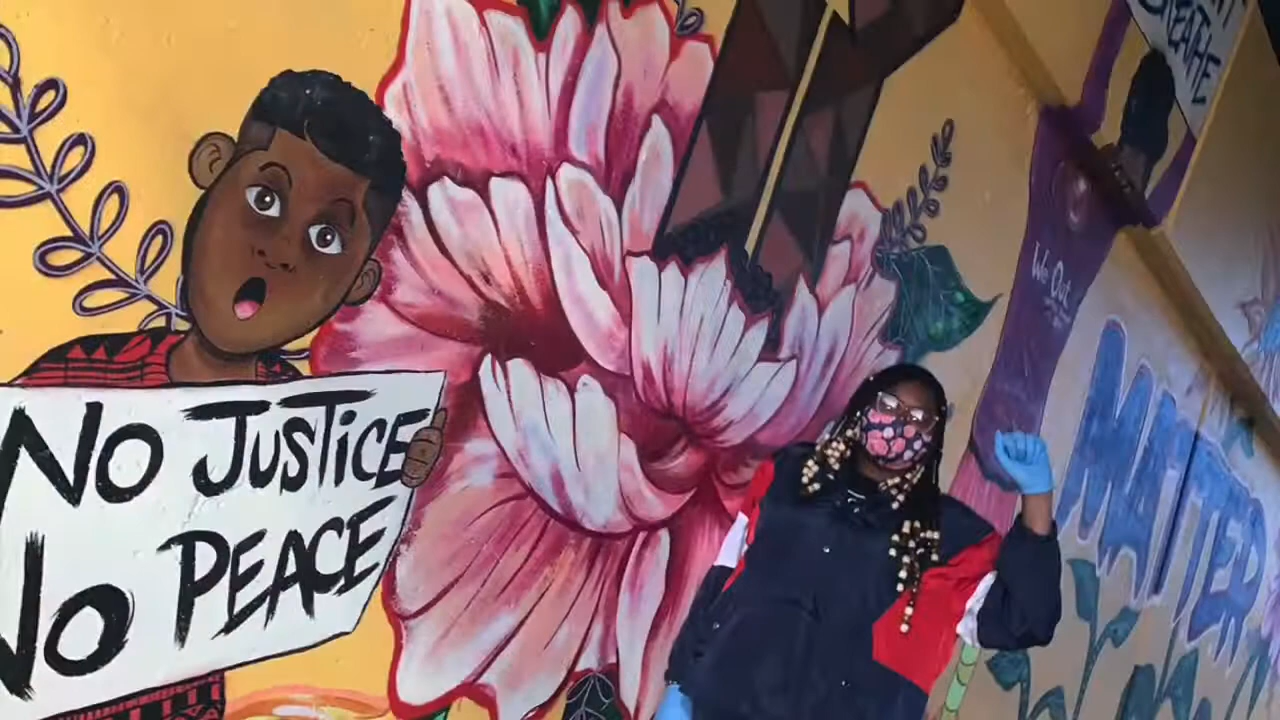 NO JUSTICE
NO PEACE
BREATHE
We Out
MATTER